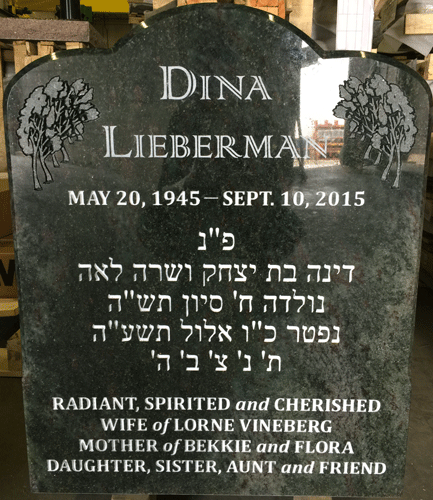 DINA
LIEBERMAN
MAY 20, 1945 – SEPT. 10, 2015
פ"נ
דינה בת יצחק ושרה לאה
נולדה ח' סיון תש"ה
נפטר כ"ו אלול תשע"ה
ת' נ' צ' ב' ה'
RADIANT, SPIRITED and CHERISHED
WIFE of LORNE VINEBERG
MOTHER of BEKKIE and FLORA
DAUGHTER, SISTER, AUNT and FRIEND